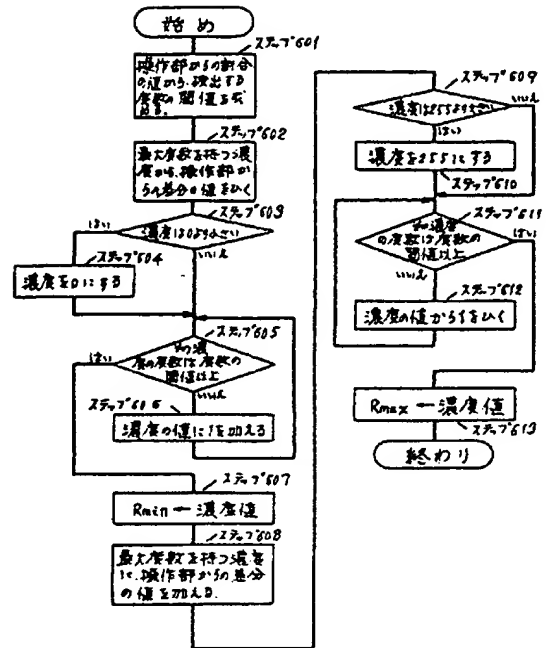 始め
ステップ601
操作部からの割合
の値から、検出する
度数の閾値を求
める。
ステップ602
最大度数を持つ濃
度から、操作部か
らの差分の値をひく
ステップ603
濃度は0より小さい
はい
いいえ
ステップ604
濃度を0にする
ステップ605
その濃
度の度数は度数の
閾値以上
はい
いいえ
ステップ606
濃度の値に1を加える
ステップ607
Rmin ← 濃度値
ステップ608
最大度数を持つ濃度
に、操作部からの差分
の値を加える
ステップ609
濃度は255より大きい
いいえ
はい
濃度を255にする
ステップ610
ステップ611
その濃度
の度数は度数の
閾値以上
はい
いいえ
ステップ612
濃度の値から1をひく
Rmax ← 濃度値
ステップ613
終わり